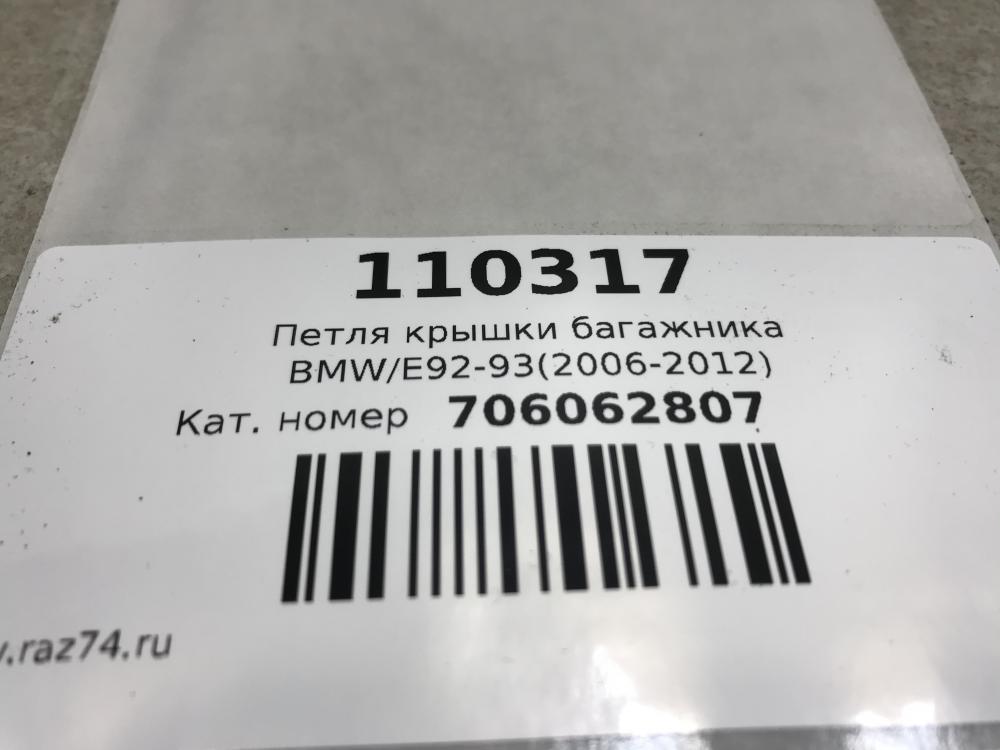 110317
Петля крышки багажника
BMW/E92-93(2006-2012)
Кат. номер 706062807
.raz74.ru